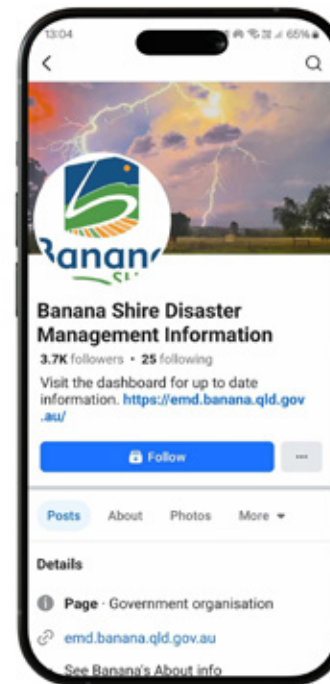 13:04
65%
Banana
SHIRE
Banana Shire Disaster
Management Information
3.7K followers • 25 following
Visit the dashboard for up to date
information. https://emd.banana.qld.gov
.au/
Follow
Posts About Photos More
Details
Page · Government organisation
emd.banana.qld.gov.au
See Banana's About info